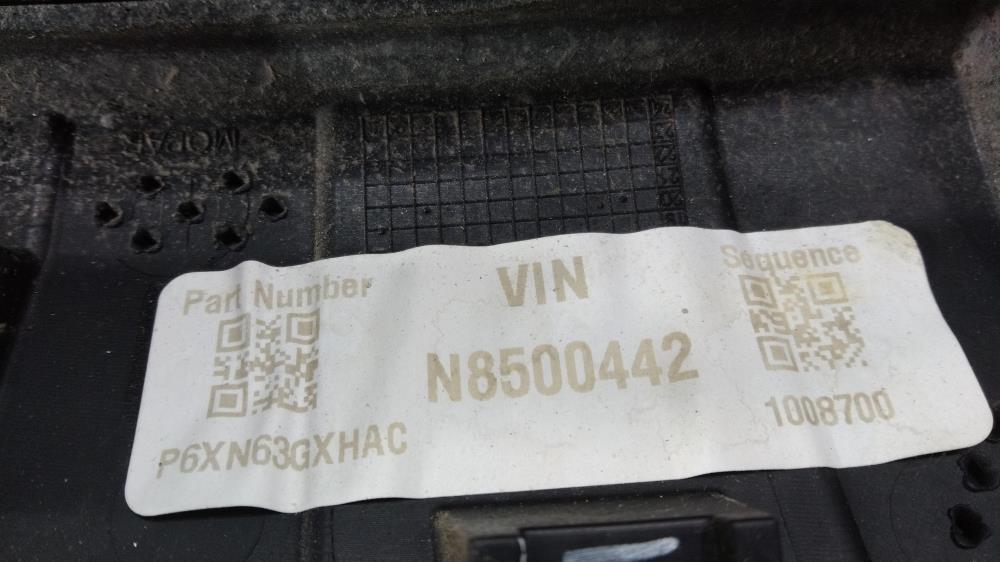 MOPAR
Part Number
P6XN63GXHAC
VIN
N8500442
Sequence
1008700